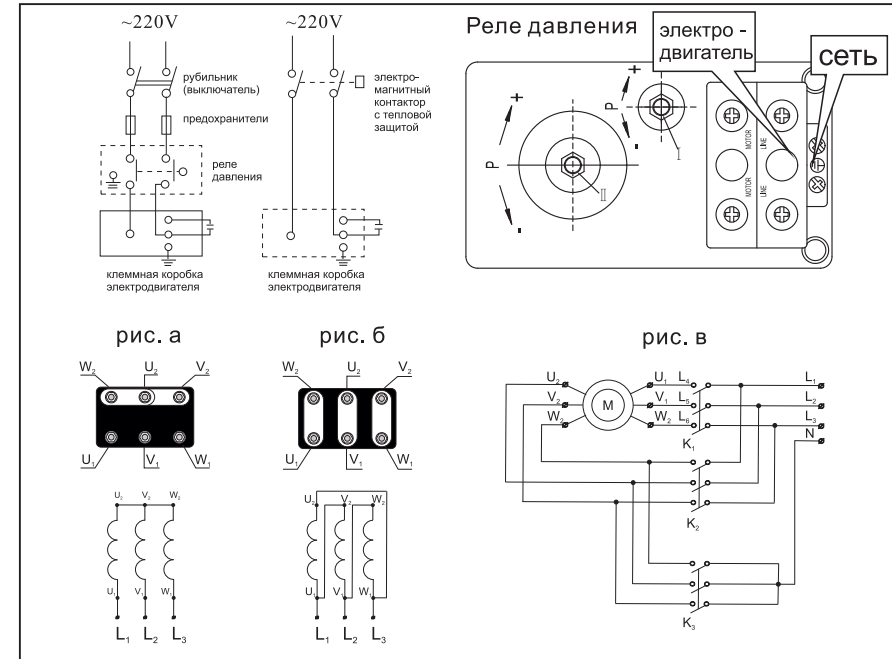 ~220V
рубильник
(выключатель)
предохранители
реле
давления
клеммная коробка
электродвигателя
~220V
электро-
магнитный
контактор
с тепловой
защитой
клеммная коробка
электродвигателя
Реле давления
электро -
двигатель
сеть
+
P
-
II
+
P
-
I
MOTOR
LINE
MOTOR
LINE
рис. а
W₂ U₂ V₂
U₁ V₁ W₁
U₂ V₂ W₂
U₁ V₁ W₁
L₁ L₂ L₃
рис. б
W₂ U₂ V₂
U₁ V₁ W₁
U₂ V₂ W₂
U₁ V₁ W₁
L₁ L₂ L₃
рис. в
U₂ U₁ L₄ L₁
V₂ M V₁ L₅ L₂
W₂ W₂ L₆ L₃
K₁ N
K₂
K₃